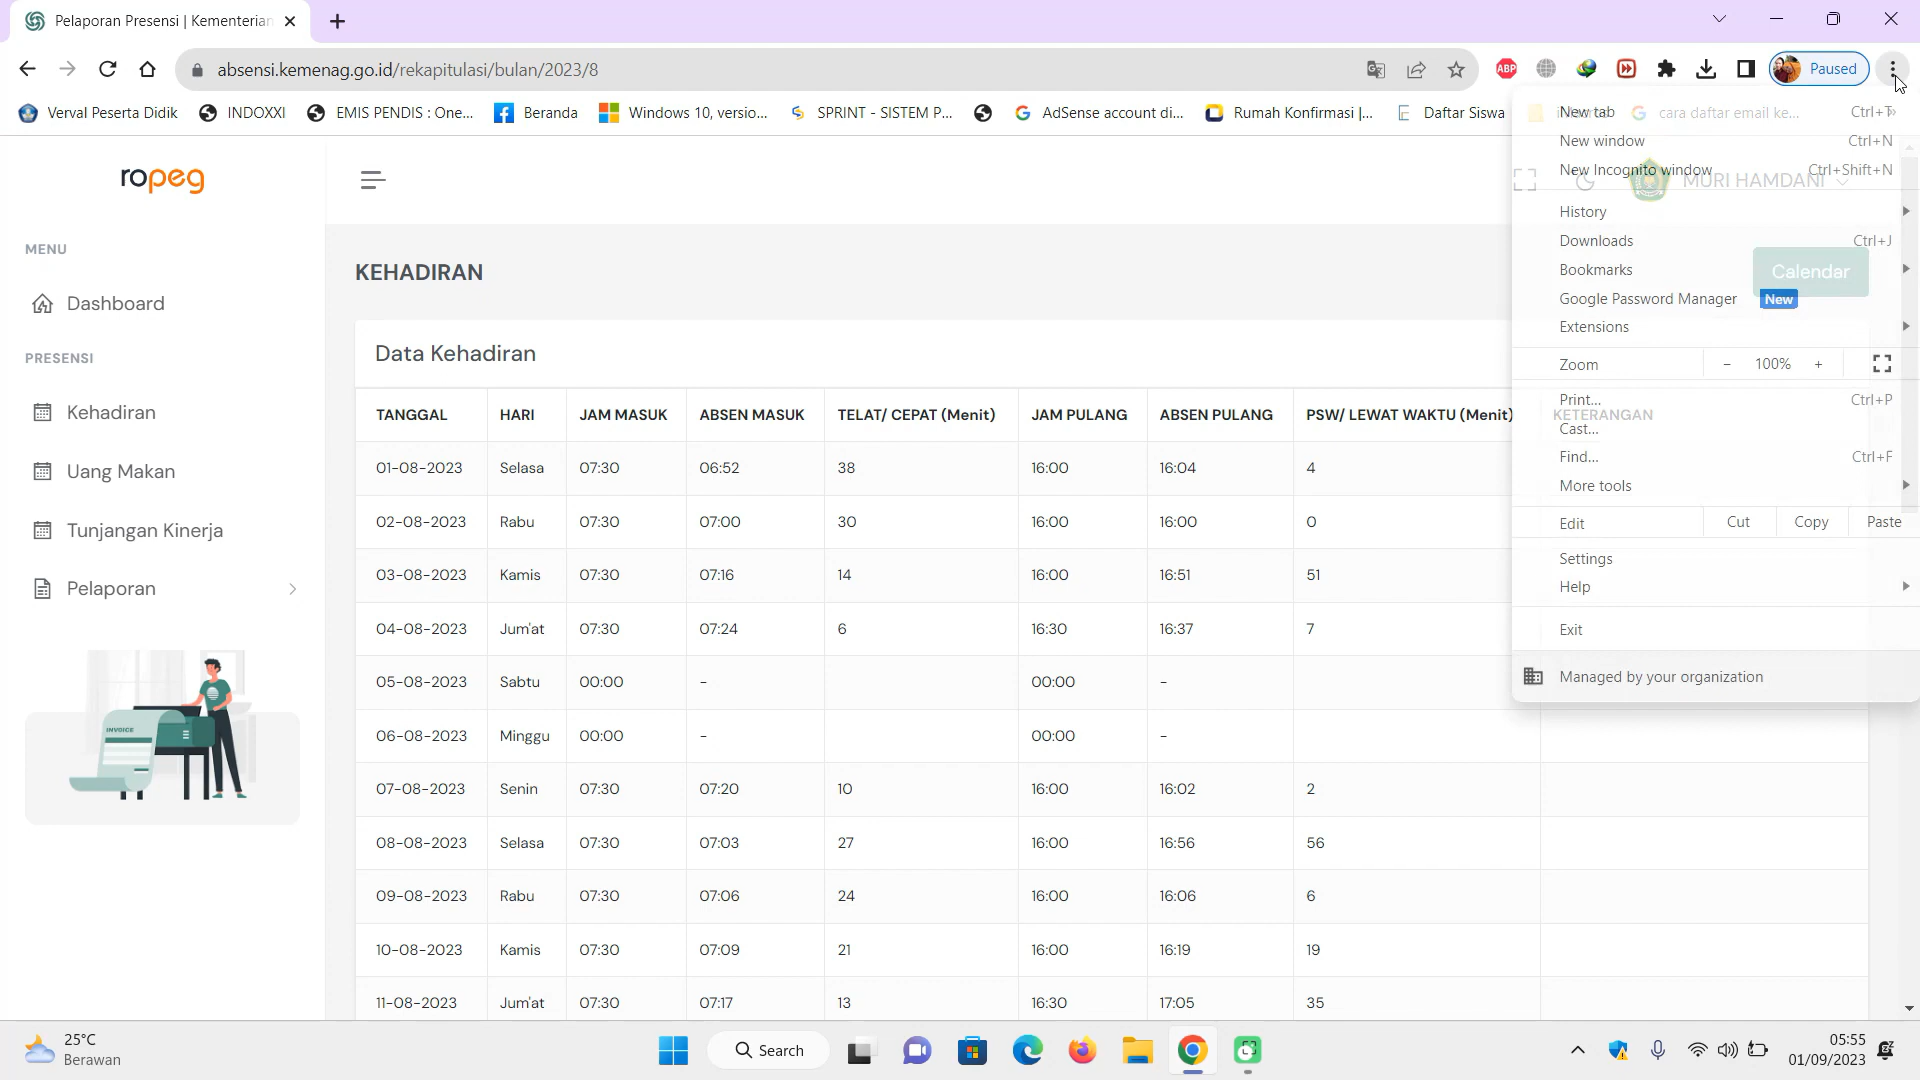 Pelaporan Presensi | Kementerian
absensi.kemenag.go.id/rekapitulasi/bulan/2023/8
ABP
Paused
Verval Peserta Didik INDOXXI EMIS PENDIS : One... Beranda Windows 10, versio... SPRINT - SISTEM P... AdSense account di... Rumah Konfirmasi |... Daftar Siswa cara daftar email ke...
New tab Ctrl+T
New window Ctrl+N
New Incognito window Ctrl+Shift+N
History
Downloads Ctrl+J
Bookmarks
Google Password Manager New
Extensions
Zoom - 100% +
Print... Ctrl+P
Cast...
Find... Ctrl+F
More tools
Edit Cut Copy Paste
Settings
Help
Exit
Managed by your organization
ropeg
MURI HAMDANI
MENU
Dashboard
PRESENSI
Kehadiran
Uang Makan
Tunjangan Kinerja
Pelaporan
INVOICE
KEHADIRAN
Calendar
Data Kehadiran
TANGGAL HARI JAM MASUK ABSEN MASUK TELAT/ CEPAT (Menit) JAM PULANG ABSEN PULANG PSW/ LEWAT WAKTU (Menit) KETERANGAN
01-08-2023 Selasa 07:30 06:52 38 16:00 16:04 4
02-08-2023 Rabu 07:30 07:00 30 16:00 16:00 0
03-08-2023 Kamis 07:30 07:16 14 16:00 16:51 51
04-08-2023 Jum'at 07:30 07:24 6 16:30 16:37 7
05-08-2023 Sabtu 00:00 - 00:00 -
06-08-2023 Minggu 00:00 - 00:00 -
07-08-2023 Senin 07:30 07:20 10 16:00 16:02 2
08-08-2023 Selasa 07:30 07:03 27 16:00 16:56 56
09-08-2023 Rabu 07:30 07:06 24 16:00 16:06 6
10-08-2023 Kamis 07:30 07:09 21 16:00 16:19 19
11-08-2023 Jum'at 07:30 07:17 13 16:30 17:05 35
25°C
Berawan
Search
05:55
01/09/2023